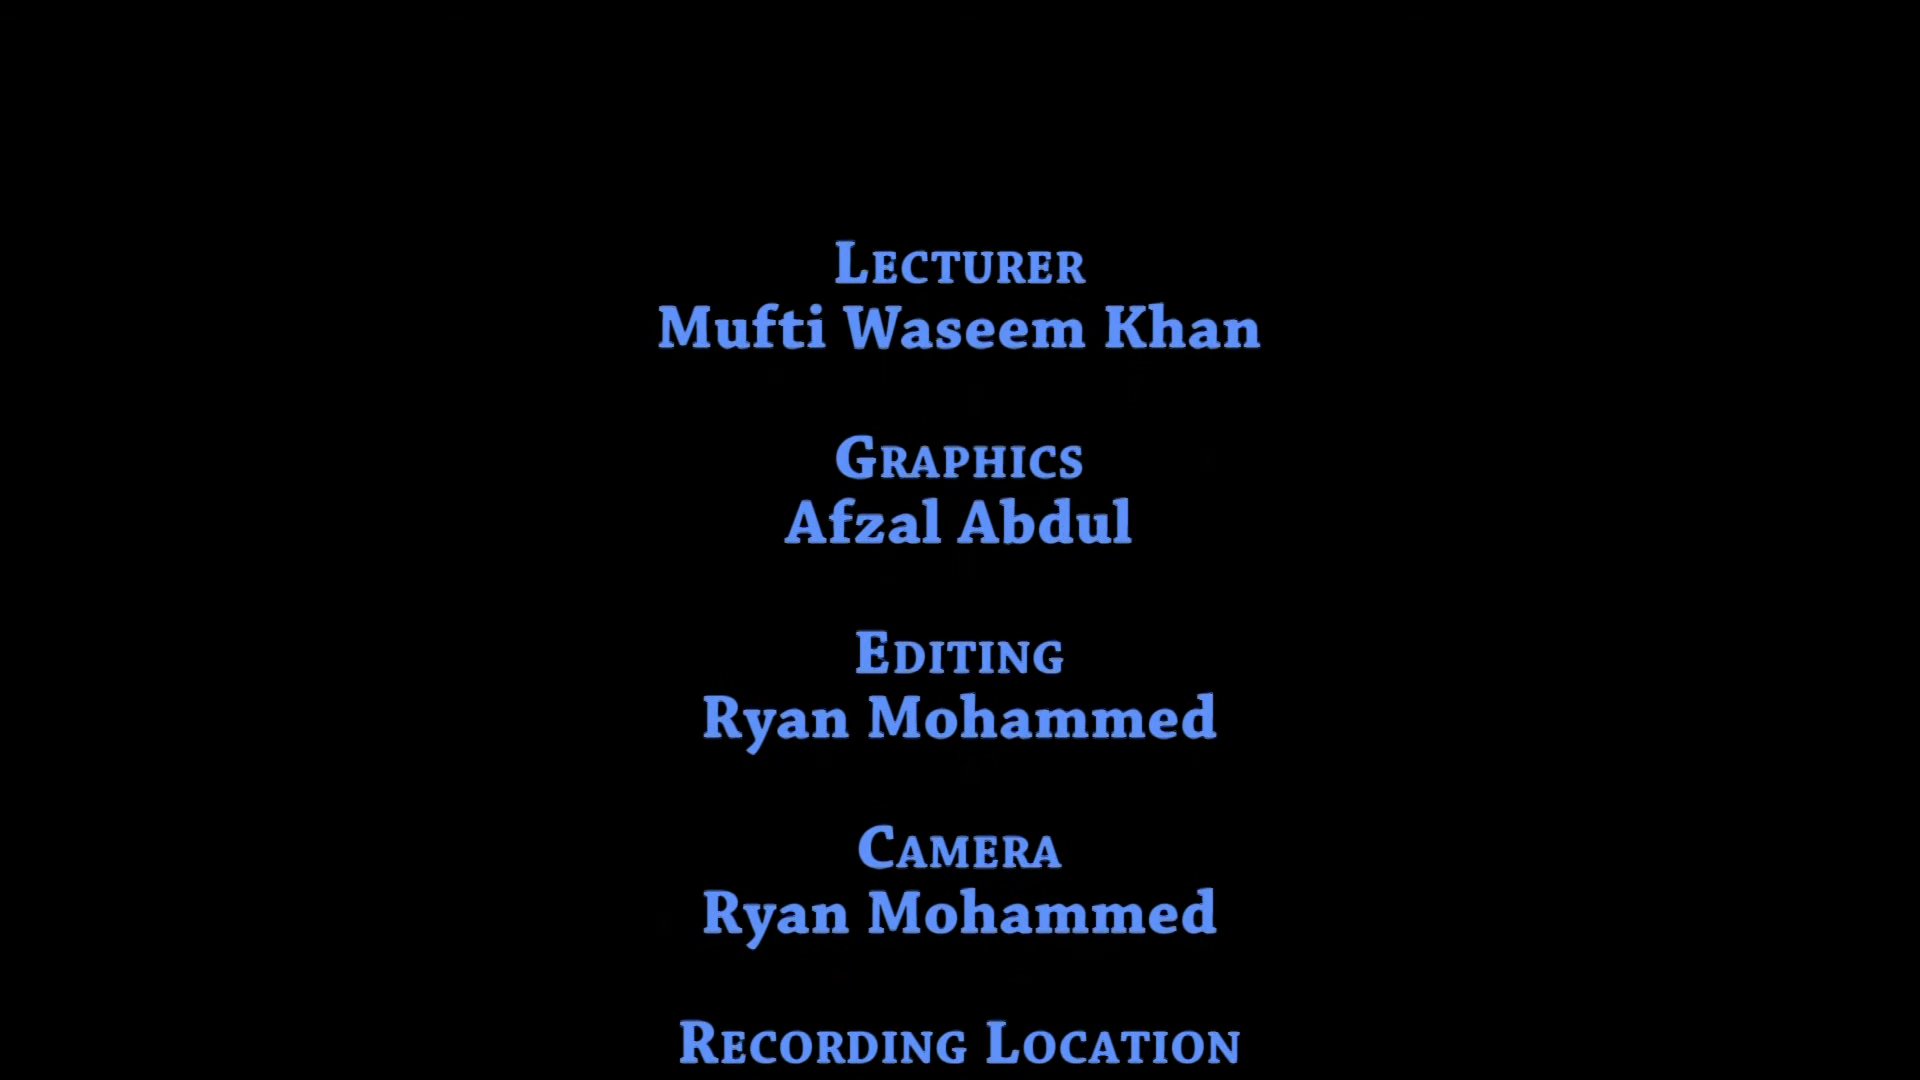 Lecturer
Mufti Waseem Khan
Graphics
Afzal Abdul
Editing
Ryan Mohammed
Camera
Ryan Mohammed
Recording Location